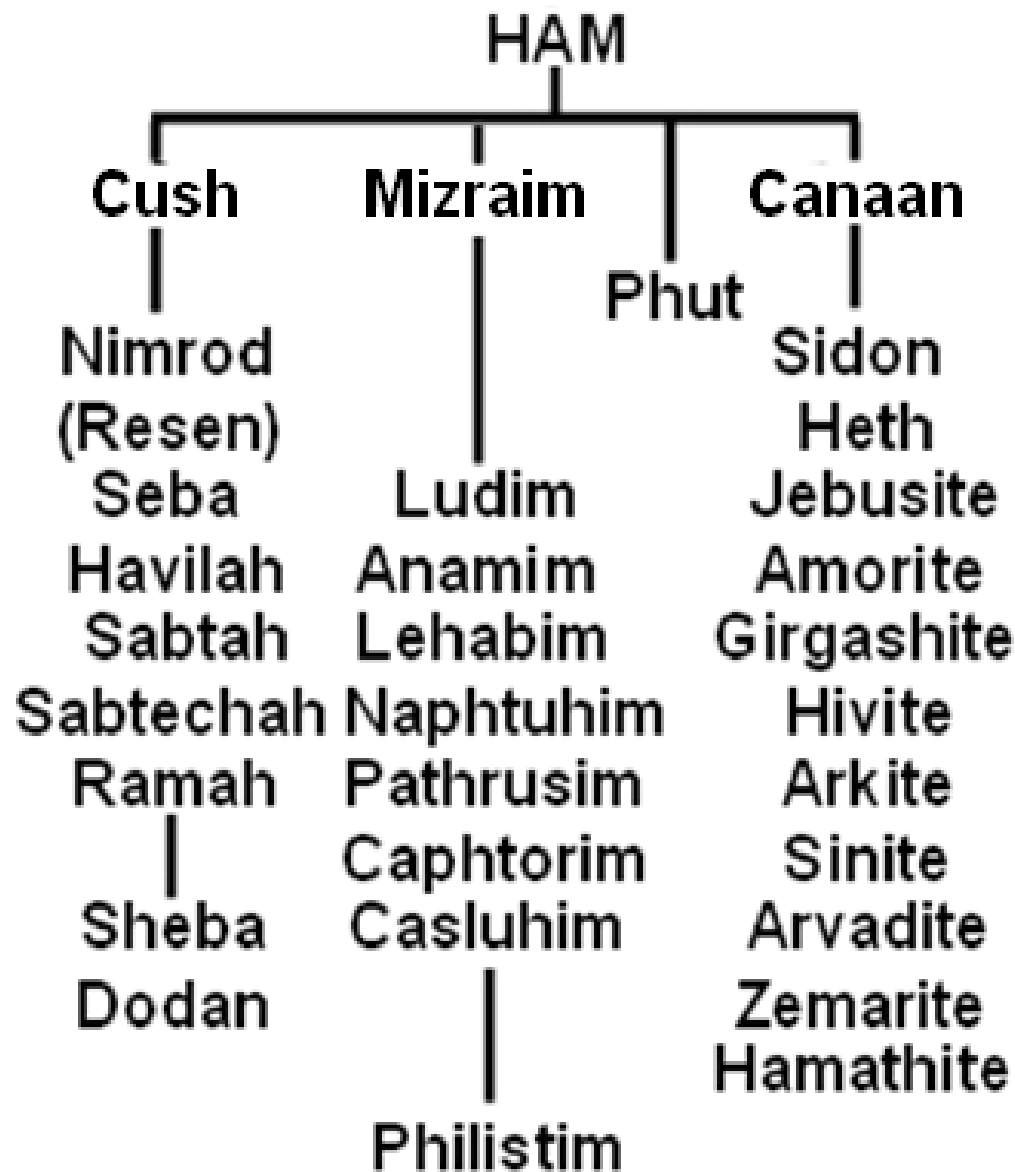 HAM
Cush Mizraim Canaan
Phut
Nimrod Sidon
(Resen) Heth
Seba Ludim Jebusite
Havilah Anamim Amorite
Sabtah Lehabim Girgashite
Sabtechah Naphtuhim Hivite
Ramah Pathrusim Arkite
Caphtorim Sinite
Sheba Casluhim Arvadite
Dodan Zemarite
Hamathite
Philistim